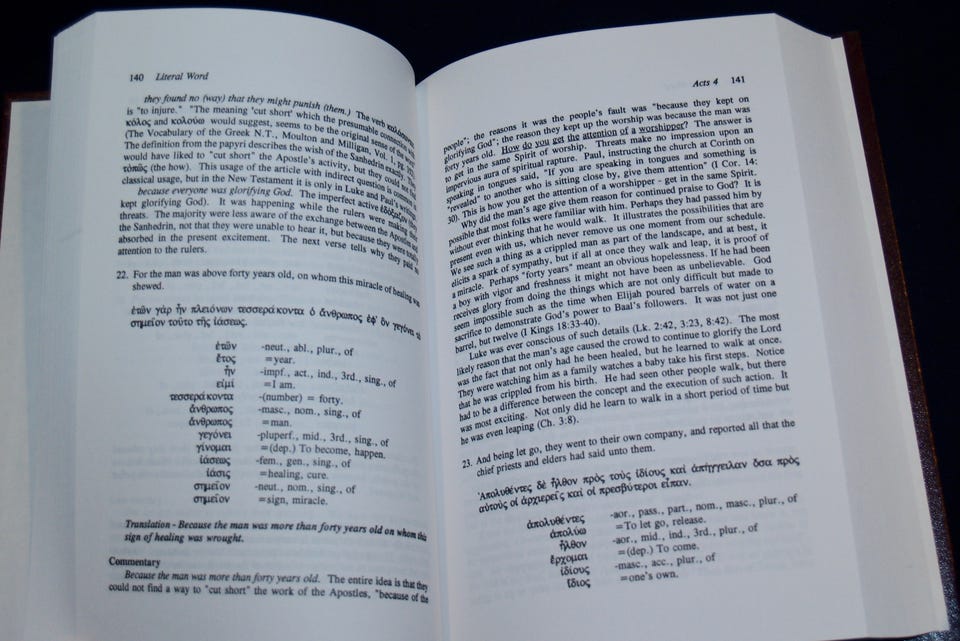 140 Literal Word
they found no (way) that they might punish (them.) The verb
is "to injure." "The meaning 'cut short' which the presumable connection
κόλος and κολούω would suggest, seems to be the original sense of the word."
(The Vocabulary of the Greek N.T., Moulton and Milligan, Vol.
The definition from the papyri describes the wish of the Sanhedrin exactly. They
would have liked to "cut short" the Apostle's activity, but they could not
(the how). This usage of the article with indirect question is
classical usage, but in the New Testament it is only in Luke and Paul's writings.
because everyone was glorifying God. The imperfect active ἐδόξαζον (they
kept glorifying God). It was happening while the rulers were making
threats. The majority were less aware of the exchange between the Apostles and
the Sanhedrin, not that they were unable to hear it, but because they were totally
absorbed in the present excitement. The next verse tells why they paid no
attention to the rulers.
22. For the man was above forty years old, on whom this miracle of healing was
shewed.
ἐτῶν γὰρ ἦν πλειόνων τεσσεράκοντα ὁ ἄνθρωπος ἐφ' ὃν γεγόνει τὸ
σημεῖον τοῦτο τῆς ἰάσεως.
ἐτῶν -neut., abl., plur., of
ἔτος =year.
ἦν -impf., act., ind., 3rd., sing., of
εἰμί =I am.
τεσσεράκοντα -(number) = forty.
ἄνθρωπος -masc., nom., sing., of
ἄνθρωπος =man.
γεγόνει -pluperf., mid., 3rd., sing., of
γίνομαι =(dep.) To become, happen.
ἰάσεως -fem., gen., sing., of
ἰάσις =healing, cure.
σημεῖον -neut., nom., sing., of
σημεῖον =sign, miracle.
Translation - Because the man was more than forty years old on whom this
sign of healing was wrought.
Commentary
Because the man was more than forty years old. The entire idea is that they
could not find a way to "cut short" the work of the Apostles, "because of the
Acts 4 141
people"; the reasons it was the people's fault was "because they kept on
glorifying God"; the reason they kept up the worship was because the man was
forty years old. How do you get the attention of a worshipper? The answer is
to get in the same Spirit of worship. Threats make no impression upon an
impervious aura of spiritual rapture. Paul, instructing the church at Corinth on
speaking in tongues said, "If you are speaking in tongues and something is
"revealed" to another who is sitting close by, give them attention" (I Cor. 14:
30). This is how you get the attention of a worshipper - get in the same Spirit.
Why did the man's age give them reason for continued praise to God? It is
possible that most folks were familiar with him. Perhaps they had passed him by
without ever thinking that he would walk. It illustrates the possibilities that are
present even with us, which never remove us one moment from our schedule.
We see such a thing as a crippled man as part of the landscape, and at best, it
elicits a spark of sympathy, but if all at once they walk and leap, it is proof of
a miracle. Perhaps "forty years" meant an obvious hopelessness. If he had been
a boy with vigor and freshness it might not have been as unbelievable. God
receives glory from doing the things which are not only difficult but made to
seem impossible such as the time when Elijah poured barrels of water on a
sacrifice to demonstrate God's power to Baal's followers. It was not just one
barrel, but twelve (I Kings 18:33-40).
Luke was ever conscious of such details (Lk. 2:42, 3:23, 8:42). The most
likely reason that the man's age caused the crowd to continue to glorify the Lord
was the fact that not only had he been healed, but he learned to walk at once.
They were watching him as a family watches a baby take his first steps. Notice
that he was crippled from his birth. He had seen other people walk, but there
had to be a difference between the concept and the execution of such action. It
was most exciting. Not only did he learn to walk in a short period of time but
he was even leaping (Ch. 3:8).
23. And being let go, they went to their own company, and reported all that the
chief priests and elders had said unto them.
Ἀπολυθέντες δὲ ἦλθον πρὸς τοὺς ἰδίους καὶ ἀπήγγειλαν ὅσα πρὸς
αὐτοὺς οἱ ἀρχιερεῖς καὶ οἱ πρεσβύτεροι εἶπαν.
ἀπολυθέντες -aor., pass., part., nom., masc., plur., of
ἀπολύω =To let go, release.
ἦλθον -aor., mid., ind., 3rd., plur., of
ἔρχομαι =(dep.) To come.
ἰδίους -masc., acc., plur., of
ἴδιος =one's own.